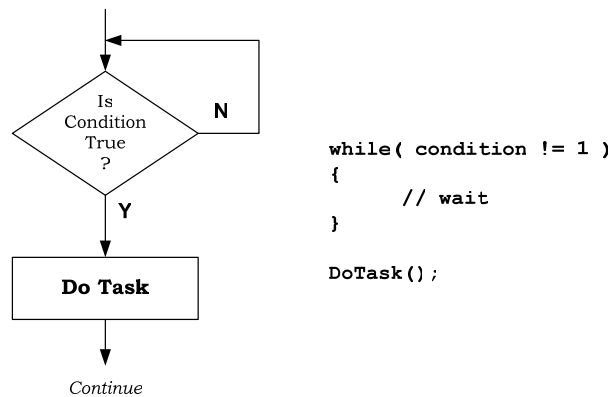 Is
Condition
True
?
N
Y
Do Task
Continue
while( condition != 1 )
{
// wait
}
DoTask();